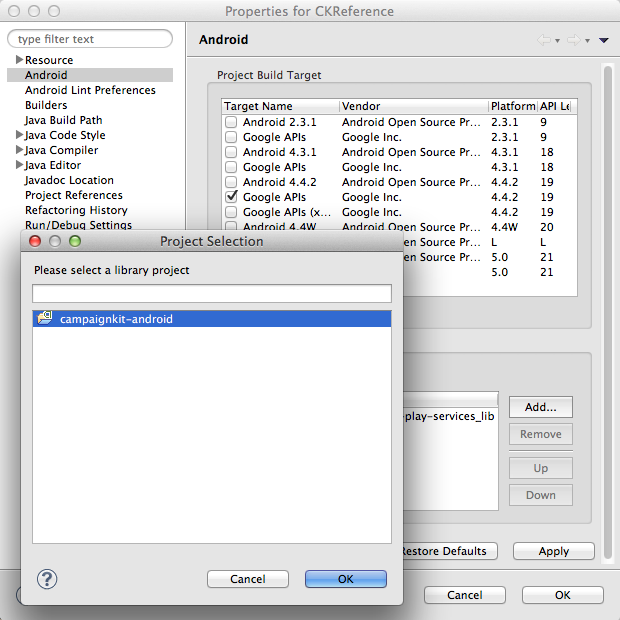 Properties for CKReference
type filter text
Android
Resource
Android
Android Lint Preferences
Builders
Java Build Path
Java Code Style
Java Compiler
Java Editor
Javadoc Location
Project References
Refactoring History
Run/Debug Settings
Project Build Target
Target Name Vendor Platform API Le
Android 2.3.1 Android Open Source Pr... 2.3.1 9
Google APIs Google Inc. 2.3.1 9
Android 4.3.1 Android Open Source Pr... 4.3.1 18
Google APIs Google Inc. 4.3.1 18
Android 4.4.2 Android Open Source Pr... 4.4.2 19
Google APIs Google Inc. 4.4.2 19
Google APIs (x... Google Inc. 4.4.2 19
Android 4.4W Android Open Source Pr... 4.4W 20
en Source Pr... L L
en Source Pr... 5.0 21
5.0 21
Project Selection
Please select a library project
campaignkit-android
Cancel
OK
play-services_lib
Add...
Remove
Up
Down
Restore Defaults
Apply
Cancel
OK